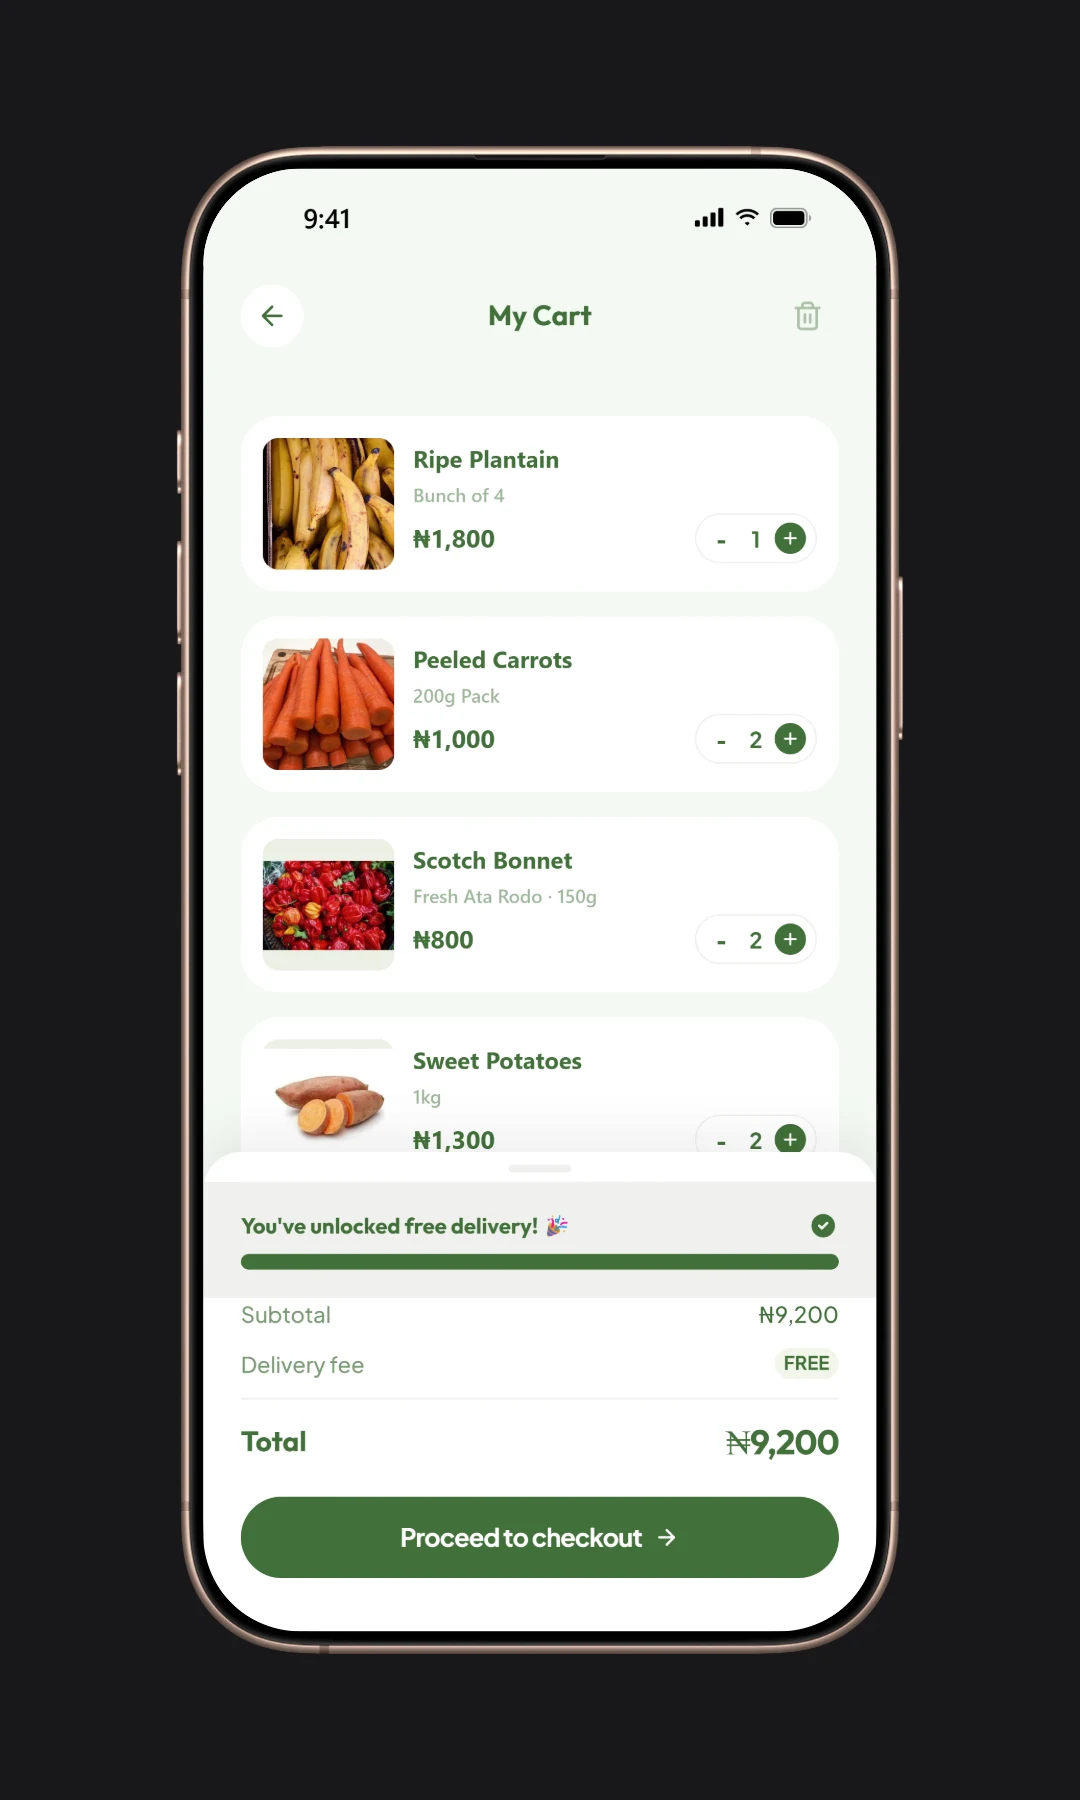 9:41
My Cart
Ripe Plantain
Bunch of 4
₦1,800
- 1 +
Peeled Carrots
200g Pack
₦1,000
- 2 +
Scotch Bonnet
Fresh Ata Rodo · 150g
₦800
- 2 +
Sweet Potatoes
1kg
₦1,300
- 2 +
You've unlocked free delivery! 🎉
Subtotal ₦9,200
Delivery fee FREE
Total ₦9,200
Proceed to checkout →